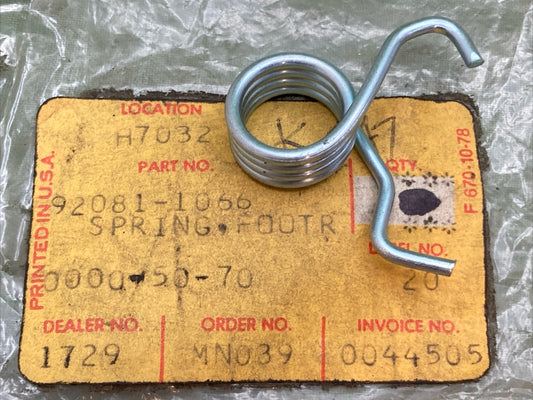 LOCATION
H7032
PART NO.
QTY
92081-1066
SPRING,FOOTR
NO.
0000-50-70
20
DEALER NO. ORDER NO. INVOICE NO.
1729 MN039 0044505
PRINTED IN U.S.A.
F 670-10-78